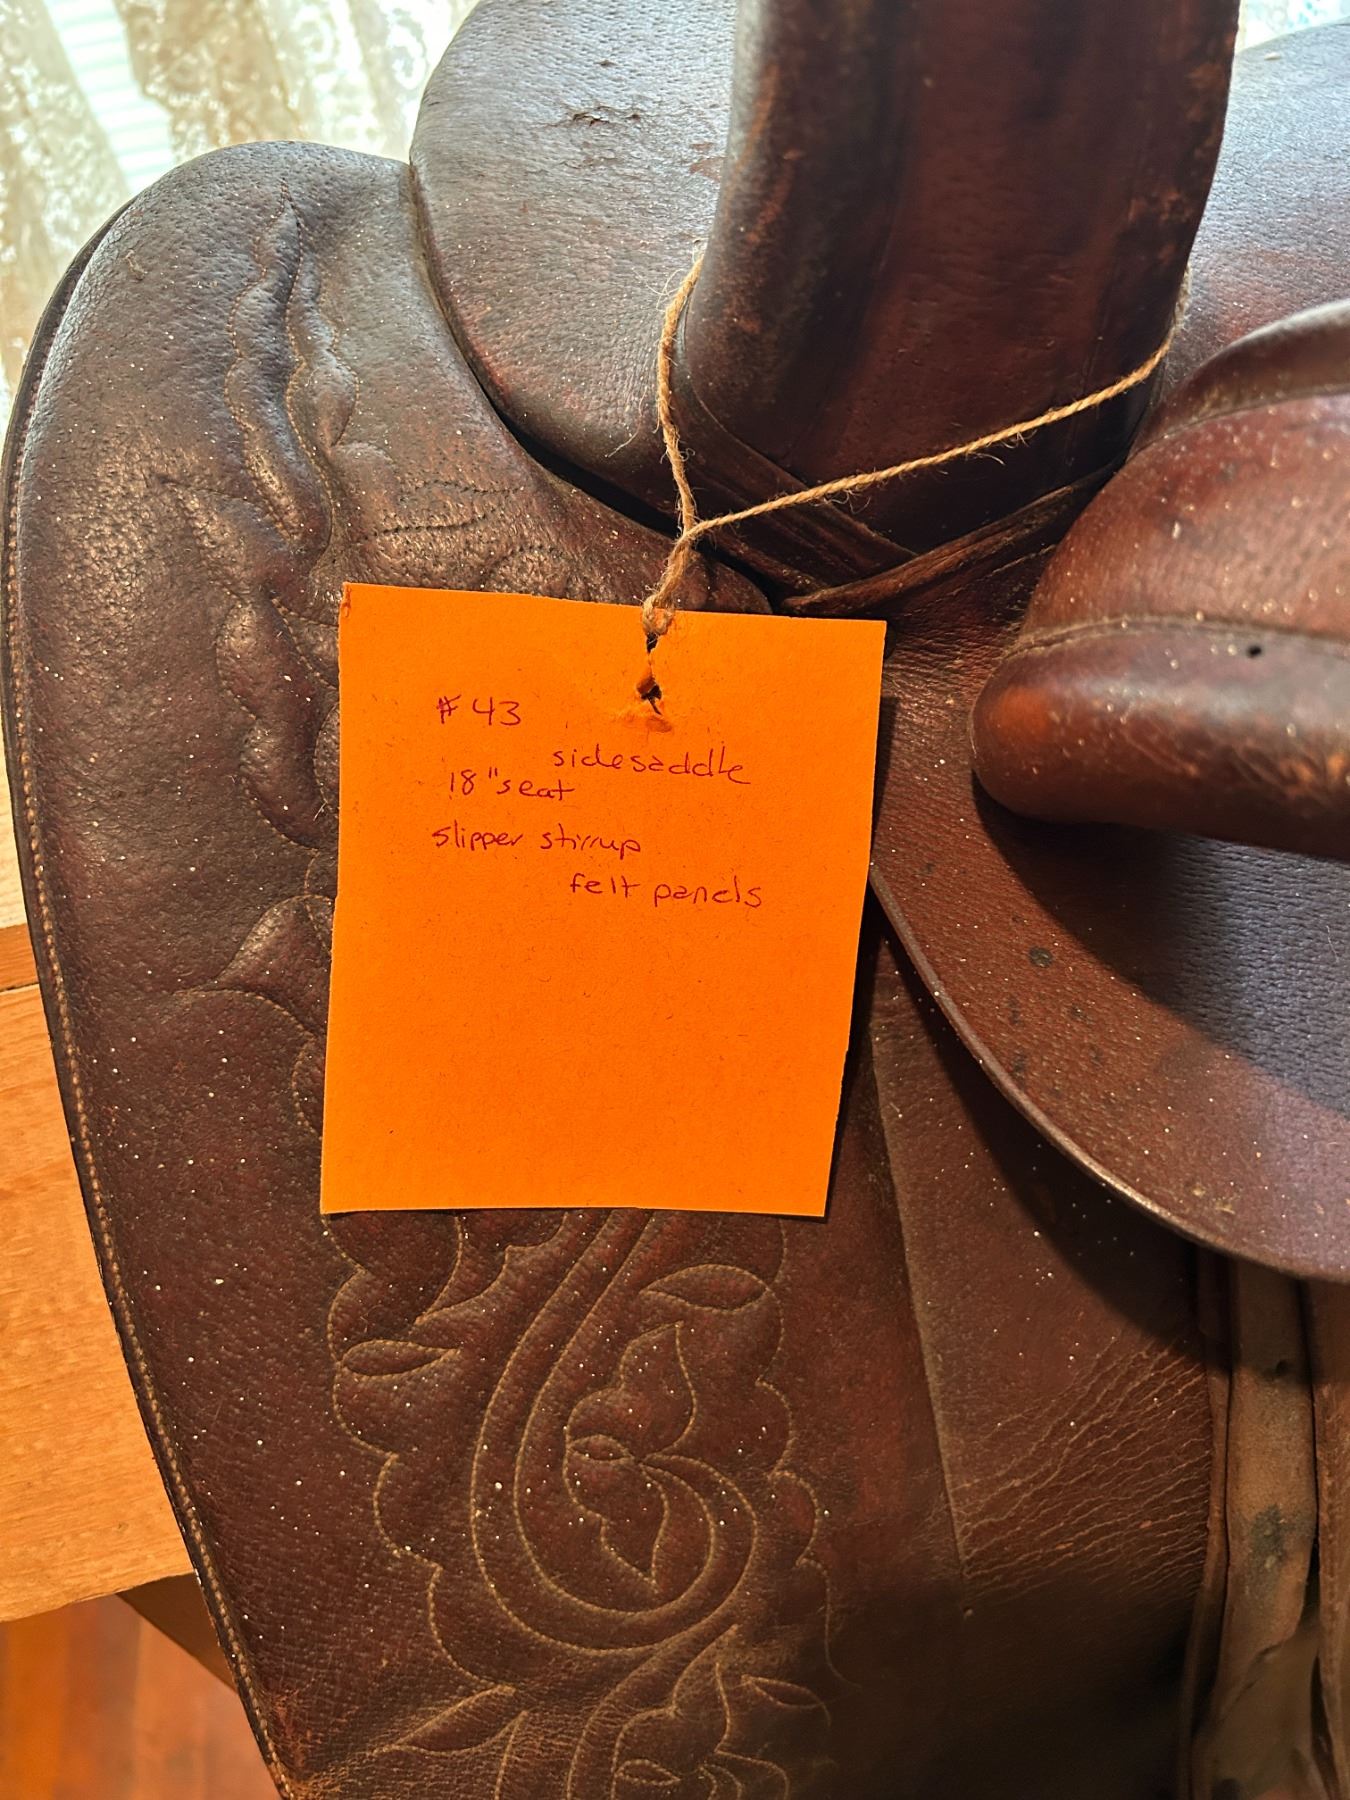 # 43
sidesaddle
18" seat
slipper stirrup
felt panels